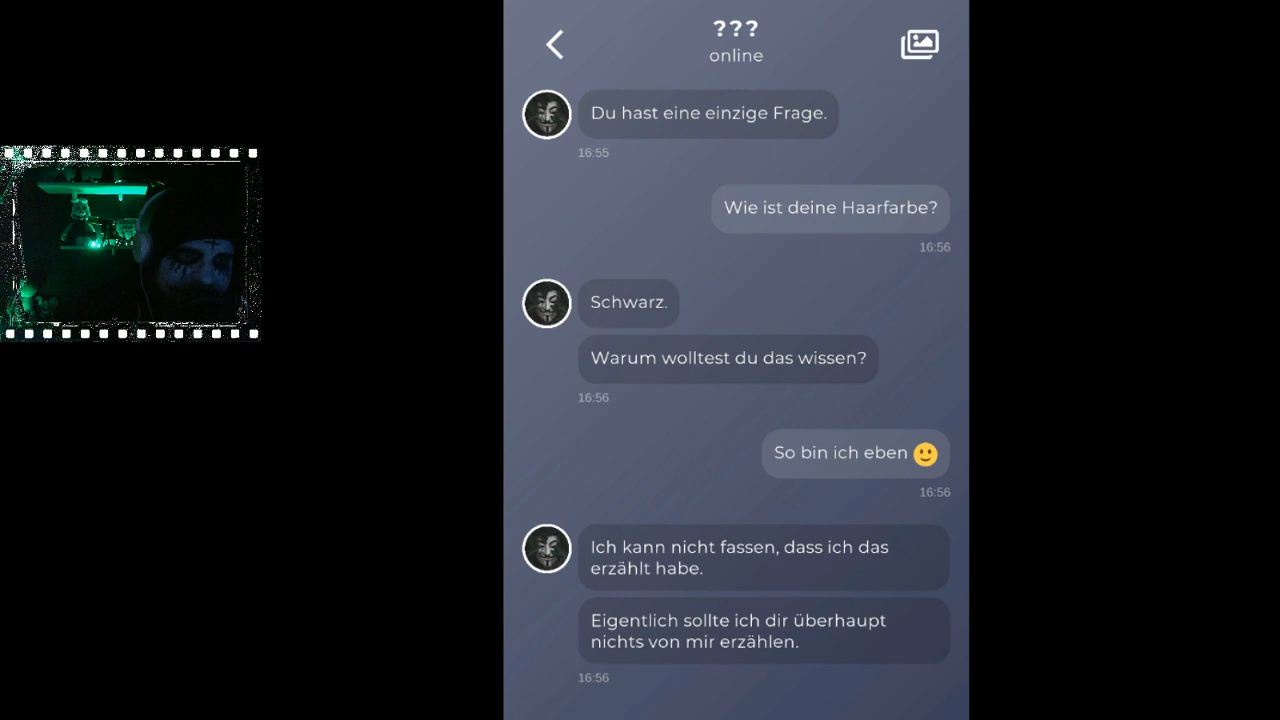 ???
online
Du hast eine einzige Frage.
16:55
Wie ist deine Haarfarbe?
16:56
Schwarz.
Warum wolltest du das wissen?
16:56
So bin ich eben 🙂
16:56
Ich kann nicht fassen, dass ich das
erzählt habe.
Eigentlich sollte ich dir überhaupt
nichts von mir erzählen.
16:56